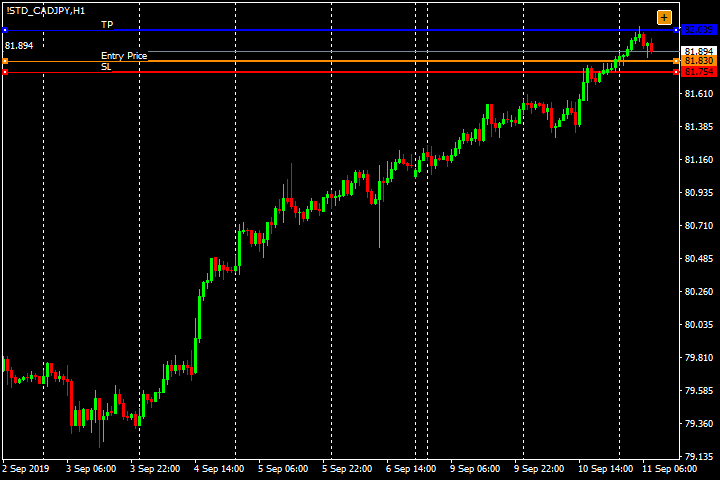 !STD_CADJPY,H1
TP
81.894
Entry Price
SL
81.894
81.830
81.754
81.610
81.385
81.160
80.935
80.710
80.485
80.260
80.035
79.810
79.585
79.360
79.135
2 Sep 2019
3 Sep 06:00
3 Sep 22:00
4 Sep 14:00
5 Sep 06:00
5 Sep 22:00
6 Sep 14:00
9 Sep 06:00
9 Sep 22:00
10 Sep 14:00
11 Sep 06:00